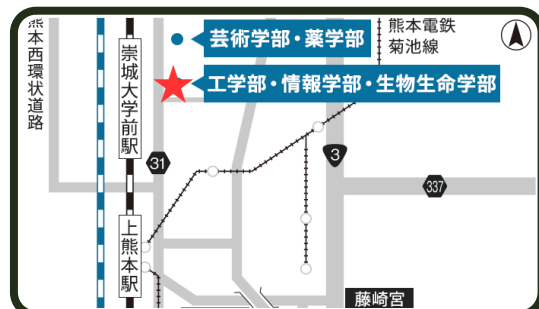 熊本西環状道路
崇城大学前駅
芸術学部・薬学部
工学部・情報学部・生物生命学部
熊本電鉄
菊池線
31
3
337
上熊本駅
藤崎宮